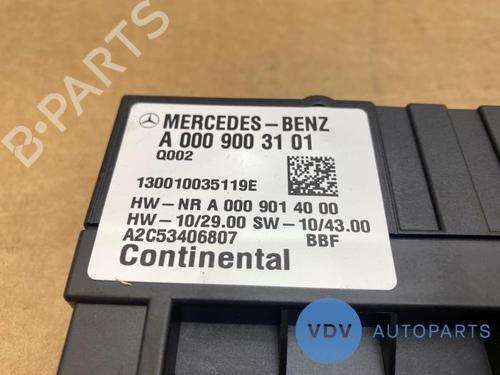 B-PARTS
MERCEDES-BENZ
A 000 900 31 01
Q002
130010035119E
HW-NR A 000 901 40 00
HW-10/29.00 SW-10/43.00
A2C53406807 BBF
Continental
VDV AUTOPARTS